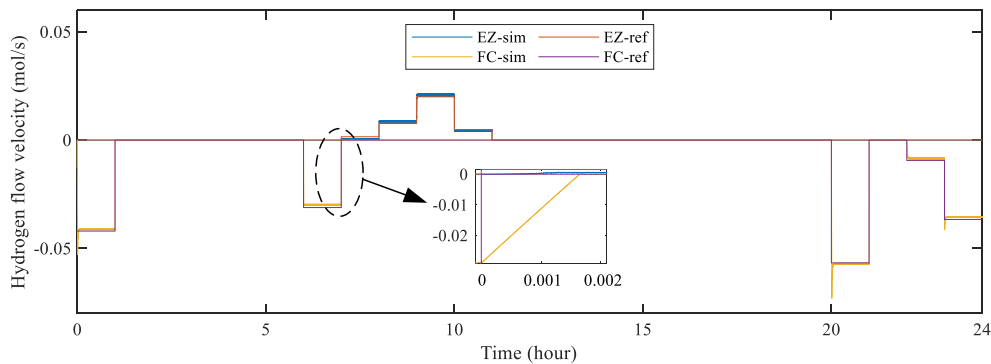 0.05
EZ-sim EZ-ref
FC-sim FC-ref
Hydrogen flow velocity (mol/s)
0
0
-0.01
-0.02
0 0.001 0.002
-0.05
0 5 10 15 20 24
Time (hour)